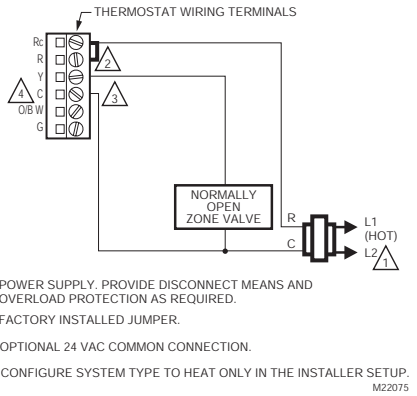 THERMOSTAT WIRING TERMINALS
Rc
R
2
Y
4
C
3
O/B W
G
NORMALLY
OPEN
ZONE VALVE
R
L1
(HOT)
C
L2
1
POWER SUPPLY. PROVIDE DISCONNECT MEANS AND
OVERLOAD PROTECTION AS REQUIRED.
FACTORY INSTALLED JUMPER.
OPTIONAL 24 VAC COMMON CONNECTION.
CONFIGURE SYSTEM TYPE TO HEAT ONLY IN THE INSTALLER SETUP.
M22075